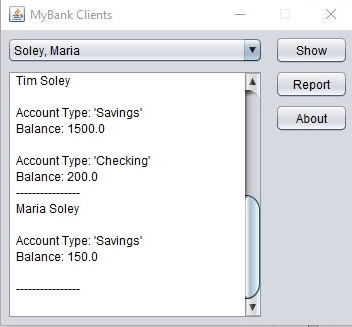 MyBank Clients
Soley, Maria
Show
Report
About
Tim Soley
Account Type: 'Savings'
Balance: 1500.0
Account Type: 'Checking'
Balance: 200.0
----------------
Maria Soley
Account Type: 'Savings'
Balance: 150.0
----------------